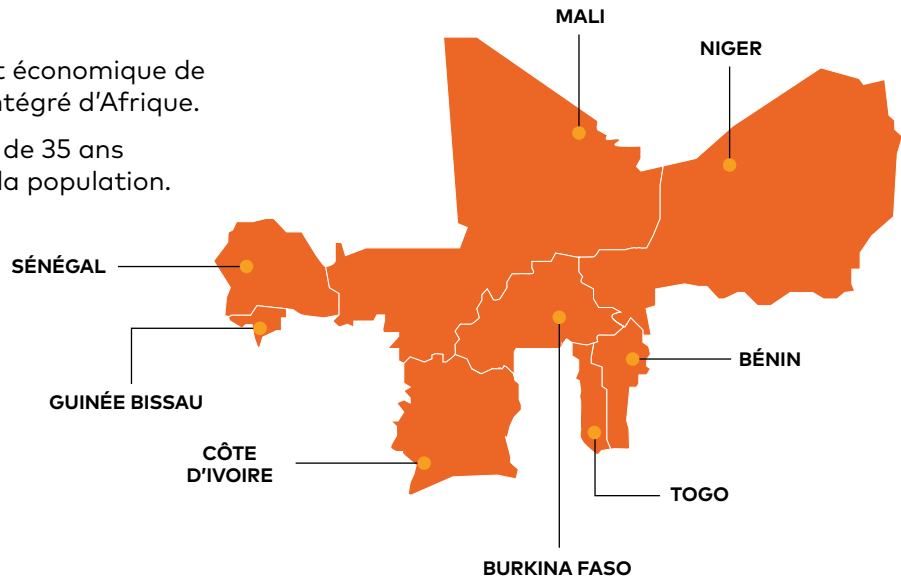 MALI
NIGER
t économique de
ntégré d'Afrique.
de 35 ans
la population.
SÉNÉGAL
GUINÉE BISSAU
CÔTE
D'IVOIRE
BÉNIN
TOGO
BURKINA FASO